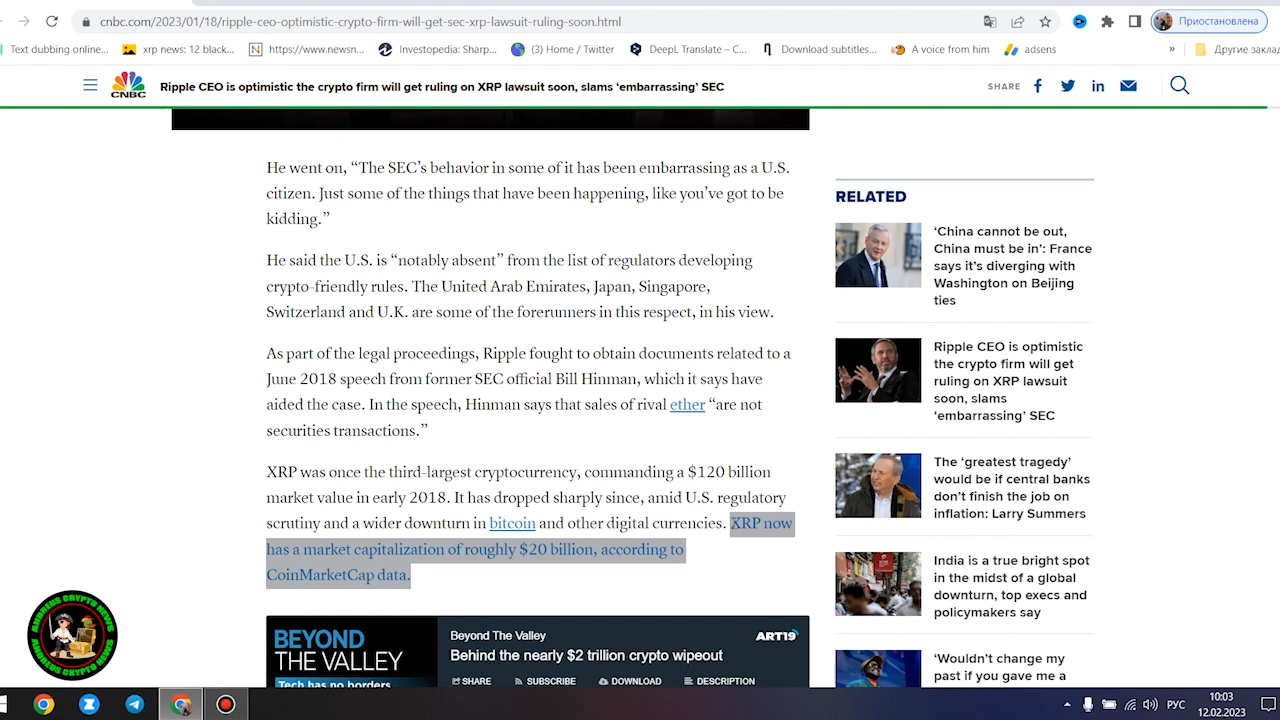 cnbc.com/2023/01/18/ripple-ceo-optimistic-crypto-firm-will-get-sec-xrp-lawsuit-ruling-soon.html
Приостановлена
Text dubbing online...
xrp news: 12 black...
https://www.newsn...
Investopedia: Sharp...
(3) Home / Twitter
DeepL Translate – C...
Download subtitles...
A voice from him
adsens
»
Другие заклад
CNBC
Ripple CEO is optimistic the crypto firm will get ruling on XRP lawsuit soon, slams ‘embarrassing’ SEC
SHARE
He went on, “The SEC’s behavior in some of it has been embarrassing as a U.S.
citizen. Just some of the things that have been happening, like you’ve got to be
kidding.”
He said the U.S. is “notably absent” from the list of regulators developing
crypto-friendly rules. The United Arab Emirates, Japan, Singapore,
Switzerland and U.K. are some of the forerunners in this respect, in his view.
As part of the legal proceedings, Ripple fought to obtain documents related to a
June 2018 speech from former SEC official Bill Hinman, which it says have
aided the case. In the speech, Hinman says that sales of rival ether “are not
securities transactions.”
XRP was once the third-largest cryptocurrency, commanding a $120 billion
market value in early 2018. It has dropped sharply since, amid U.S. regulatory
scrutiny and a wider downturn in bitcoin and other digital currencies. XRP now
has a market capitalization of roughly $20 billion, according to
CoinMarketCap data.
BEYOND
THE VALLEY
Tech has no borders
Beyond The Valley
Behind the nearly $2 trillion crypto wipeout
ART19
SHARE
SUBSCRIBE
DOWNLOAD
DESCRIPTION
RELATED
‘China cannot be out,
China must be in’: France
says it’s diverging with
Washington on Beijing
ties
Ripple CEO is optimistic
the crypto firm will get
ruling on XRP lawsuit
soon, slams
‘embarrassing’ SEC
The ‘greatest tragedy’
would be if central banks
don’t finish the job on
inflation: Larry Summers
India is a true bright spot
in the midst of a global
downturn, top execs and
policymakers say
‘Wouldn’t change my
past if you gave me a
ANDREUS CRYPTO NEWS
ANDREUS CRYPTO NEWS
РУС
10:03
12.02.2023